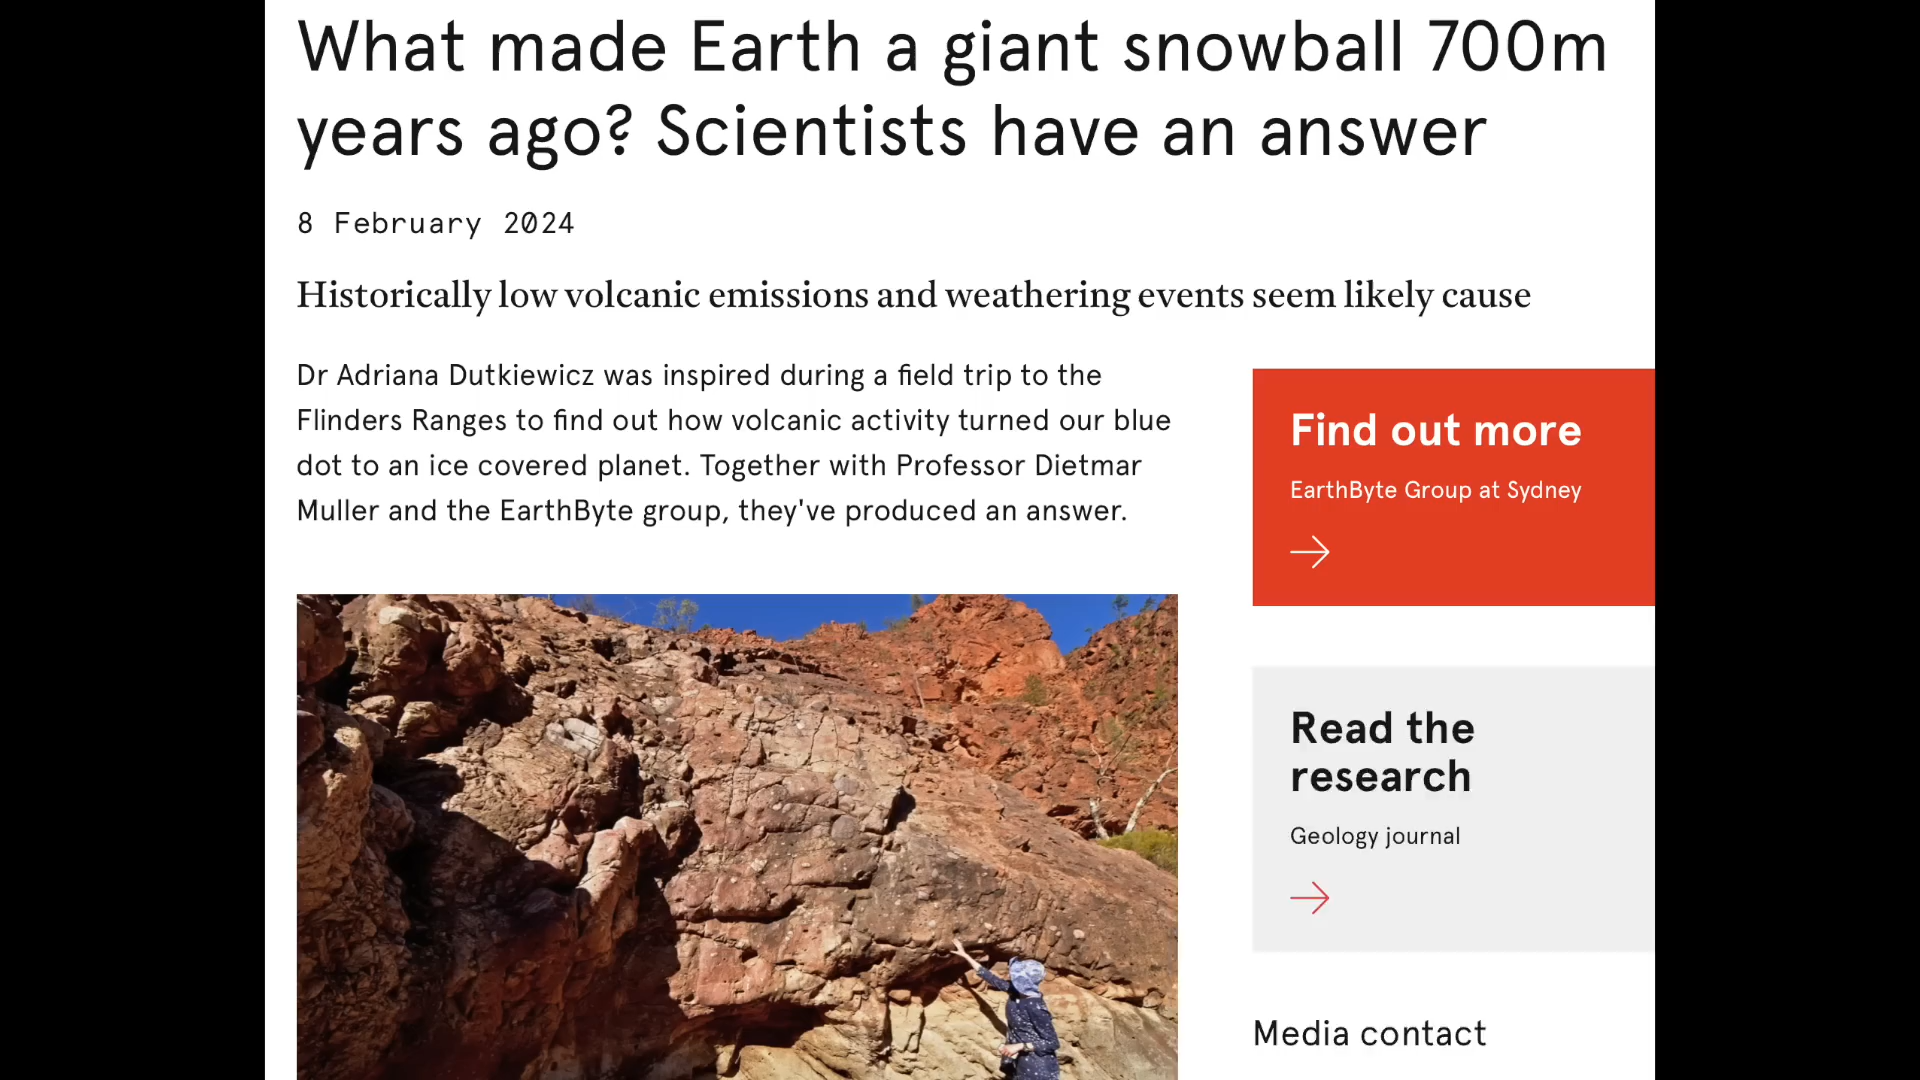 What made Earth a giant snowball 700m
years ago? Scientists have an answer
8 February 2024
Historically low volcanic emissions and weathering events seem likely cause
Dr Adriana Dutkiewicz was inspired during a field trip to the
Flinders Ranges to find out how volcanic activity turned our blue
dot to an ice covered planet. Together with Professor Dietmar
Muller and the EarthByte group, they've produced an answer.
Find out more
EarthByte Group at Sydney
Read the
research
Geology journal
Media contact